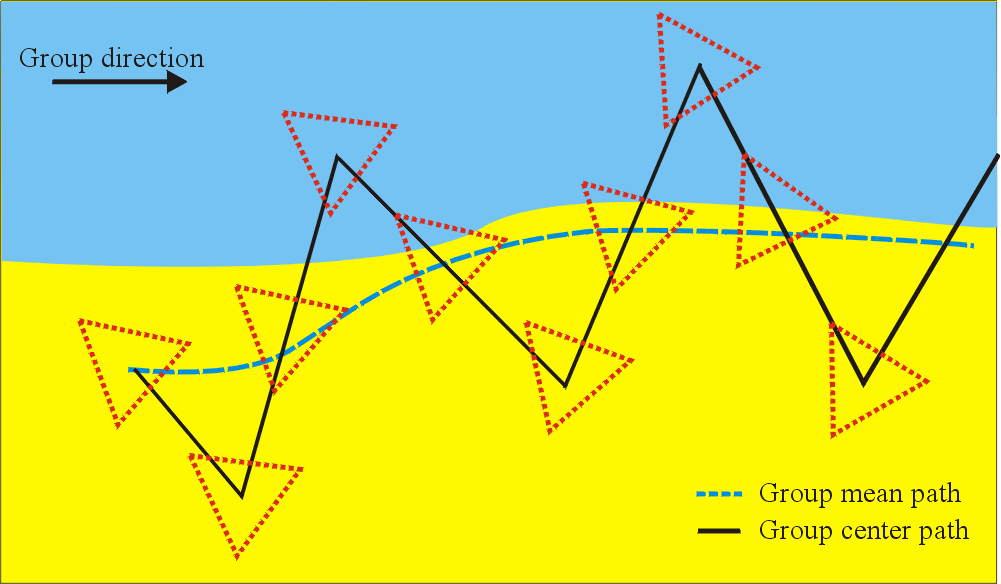 Group direction
Group mean path
Group center path